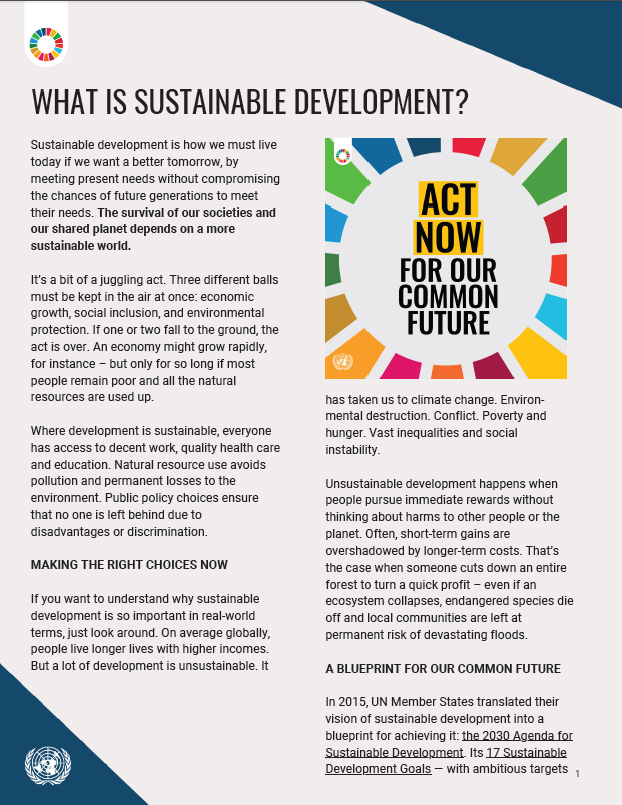 WHAT IS SUSTAINABLE DEVELOPMENT?
Sustainable development is how we must live
today if we want a better tomorrow, by
meeting present needs without compromising
the chances of future generations to meet
their needs. The survival of our societies and
our shared planet depends on a more
sustainable world.
It's a bit of a juggling act. Three different balls
must be kept in the air at once: economic
growth, social inclusion, and environmental
protection. If one or two fall to the ground, the
act is over. An economy might grow rapidly,
for instance – but only for so long if most
people remain poor and all the natural
resources are used up.
Where development is sustainable, everyone
has access to decent work, quality health care
and education. Natural resource use avoids
pollution and permanent losses to the
environment. Public policy choices ensure
that no one is left behind due to
disadvantages or discrimination.
MAKING THE RIGHT CHOICES NOW
If you want to understand why sustainable
development is so important in real-world
terms, just look around. On average globally,
people live longer lives with higher incomes.
But a lot of development is unsustainable. It
ACT
NOW
FOR OUR
COMMON
FUTURE
has taken us to climate change. Environ-
mental destruction. Conflict. Poverty and
hunger. Vast inequalities and social
instability.
Unsustainable development happens when
people pursue immediate rewards without
thinking about harms to other people or the
planet. Often, short-term gains are
overshadowed by longer-term costs. That's
the case when someone cuts down an entire
forest to turn a quick profit – even if an
ecosystem collapses, endangered species die
off and local communities are left at
permanent risk of devastating floods.
A BLUEPRINT FOR OUR COMMON FUTURE
In 2015, UN Member States translated their
vision of sustainable development into a
blueprint for achieving it: the 2030 Agenda for
Sustainable Development. Its 17 Sustainable
Development Goals — with ambitious targets
1